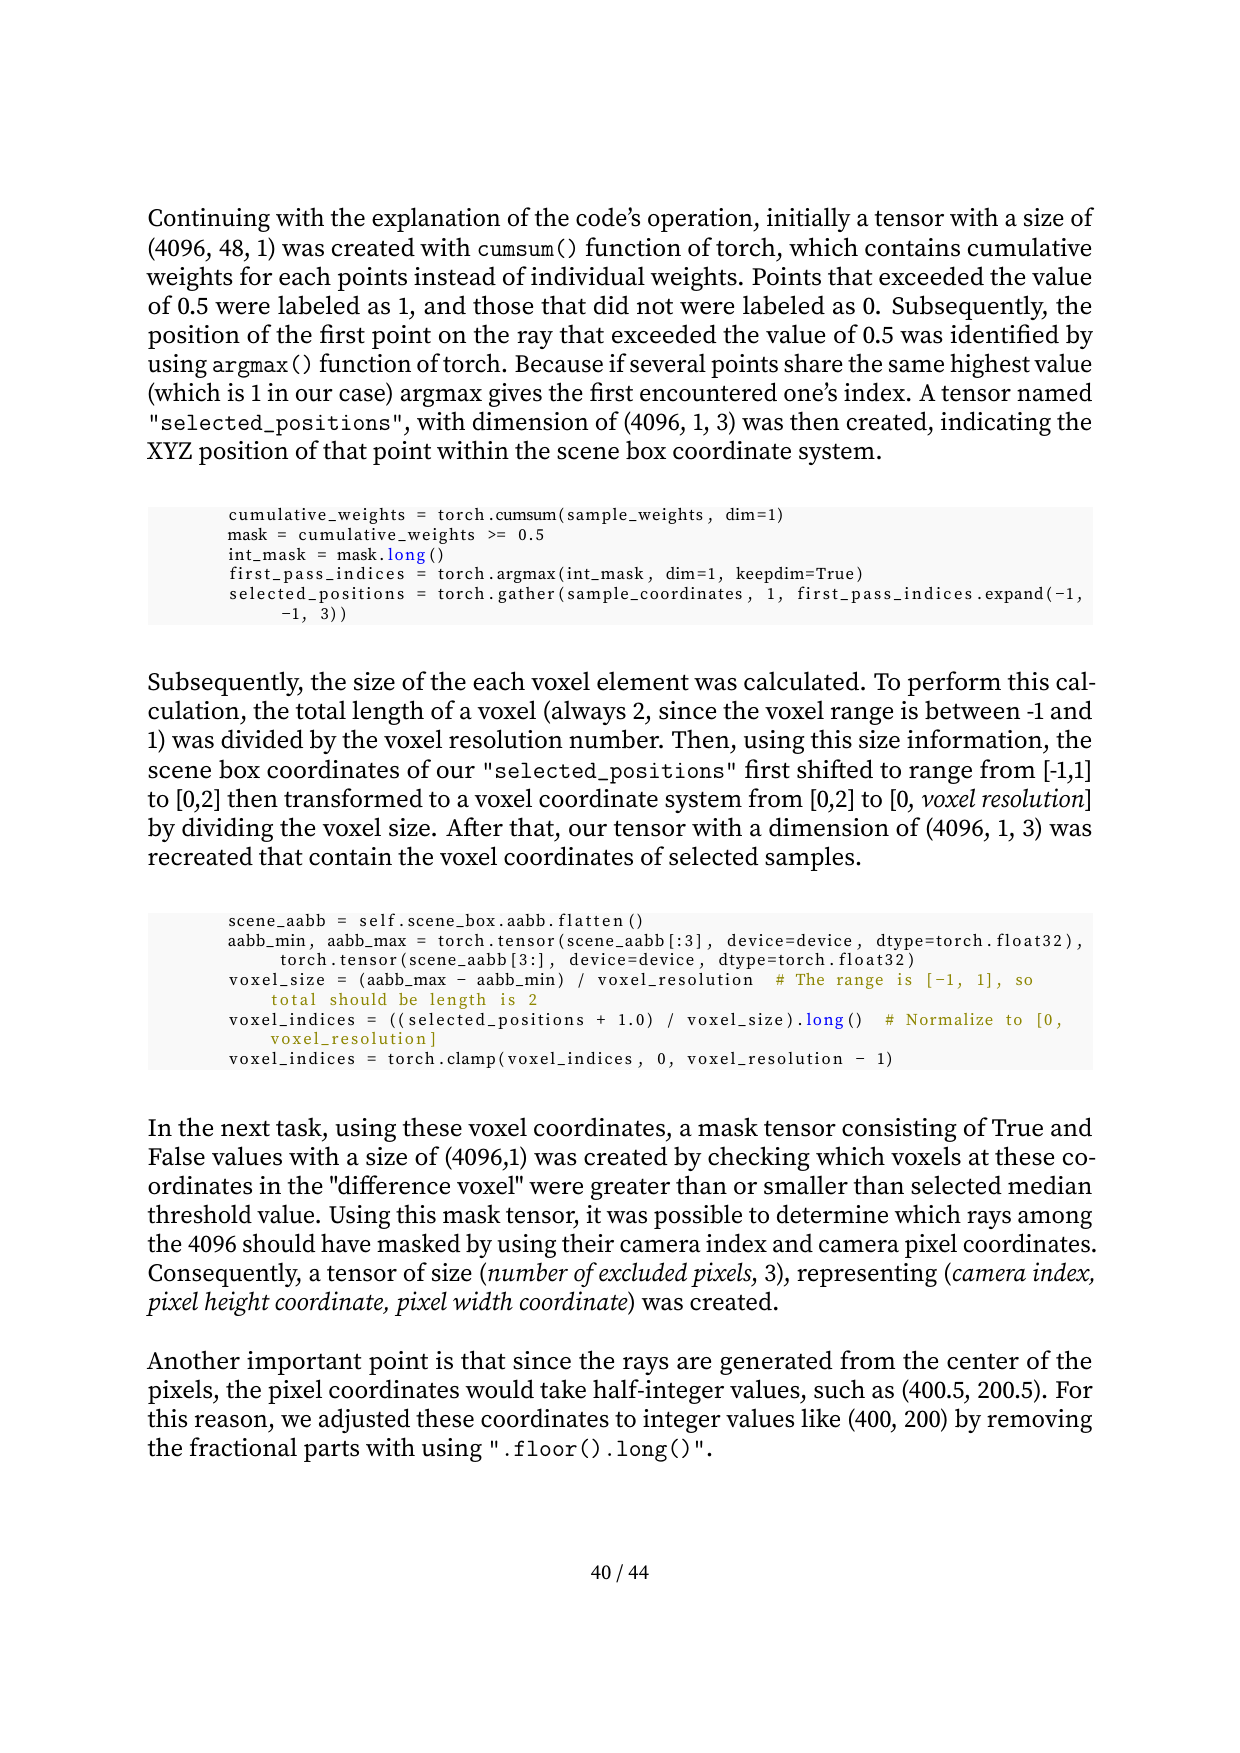 Continuing with the explanation of the code’s operation, initially a tensor with a size of
(4096, 48, 1) was created with cumsum() function of torch, which contains cumulative
weights for each points instead of individual weights. Points that exceeded the value
of 0.5 were labeled as 1, and those that did not were labeled as 0. Subsequently, the
position of the first point on the ray that exceeded the value of 0.5 was identified by
using argmax() function of torch. Because if several points share the same highest value
(which is 1 in our case) argmax gives the first encountered one’s index. A tensor named
"selected_positions", with dimension of (4096, 1, 3) was then created, indicating the
XYZ position of that point within the scene box coordinate system.
cumulative_weights = torch.cumsum(sample_weights, dim=1)
mask = cumulative_weights >= 0.5
int_mask = mask.long()
first_pass_indices = torch.argmax(int_mask, dim=1, keepdim=True)
selected_positions = torch.gather(sample_coordinates, 1, first_pass_indices.expand(−1,
−1, 3))
Subsequently, the size of the each voxel element was calculated. To perform this cal-
culation, the total length of a voxel (always 2, since the voxel range is between -1 and
1) was divided by the voxel resolution number. Then, using this size information, the
scene box coordinates of our "selected_positions" first shifted to range from [-1,1]
to [0,2] then transformed to a voxel coordinate system from [0,2] to [0, voxel resolution]
by dividing the voxel size. After that, our tensor with a dimension of (4096, 1, 3) was
recreated that contain the voxel coordinates of selected samples.
scene_aabb = self.scene_box.aabb.flatten()
aabb_min, aabb_max = torch.tensor(scene_aabb[:3], device=device, dtype=torch.float32),
torch.tensor(scene_aabb[3:], device=device, dtype=torch.float32)
voxel_size = (aabb_max − aabb_min) / voxel_resolution # The range is [−1, 1], so
total should be length is 2
voxel_indices = ((selected_positions + 1.0) / voxel_size).long() # Normalize to [0,
voxel_resolution]
voxel_indices = torch.clamp(voxel_indices, 0, voxel_resolution − 1)
In the next task, using these voxel coordinates, a mask tensor consisting of True and
False values with a size of (4096,1) was created by checking which voxels at these co-
ordinates in the "difference voxel" were greater than or smaller than selected median
threshold value. Using this mask tensor, it was possible to determine which rays among
the 4096 should have masked by using their camera index and camera pixel coordinates.
Consequently, a tensor of size (number of excluded pixels, 3), representing (camera index,
pixel height coordinate, pixel width coordinate) was created.
Another important point is that since the rays are generated from the center of the
pixels, the pixel coordinates would take half-integer values, such as (400.5, 200.5). For
this reason, we adjusted these coordinates to integer values like (400, 200) by removing
the fractional parts with using ".floor().long()".
40 / 44